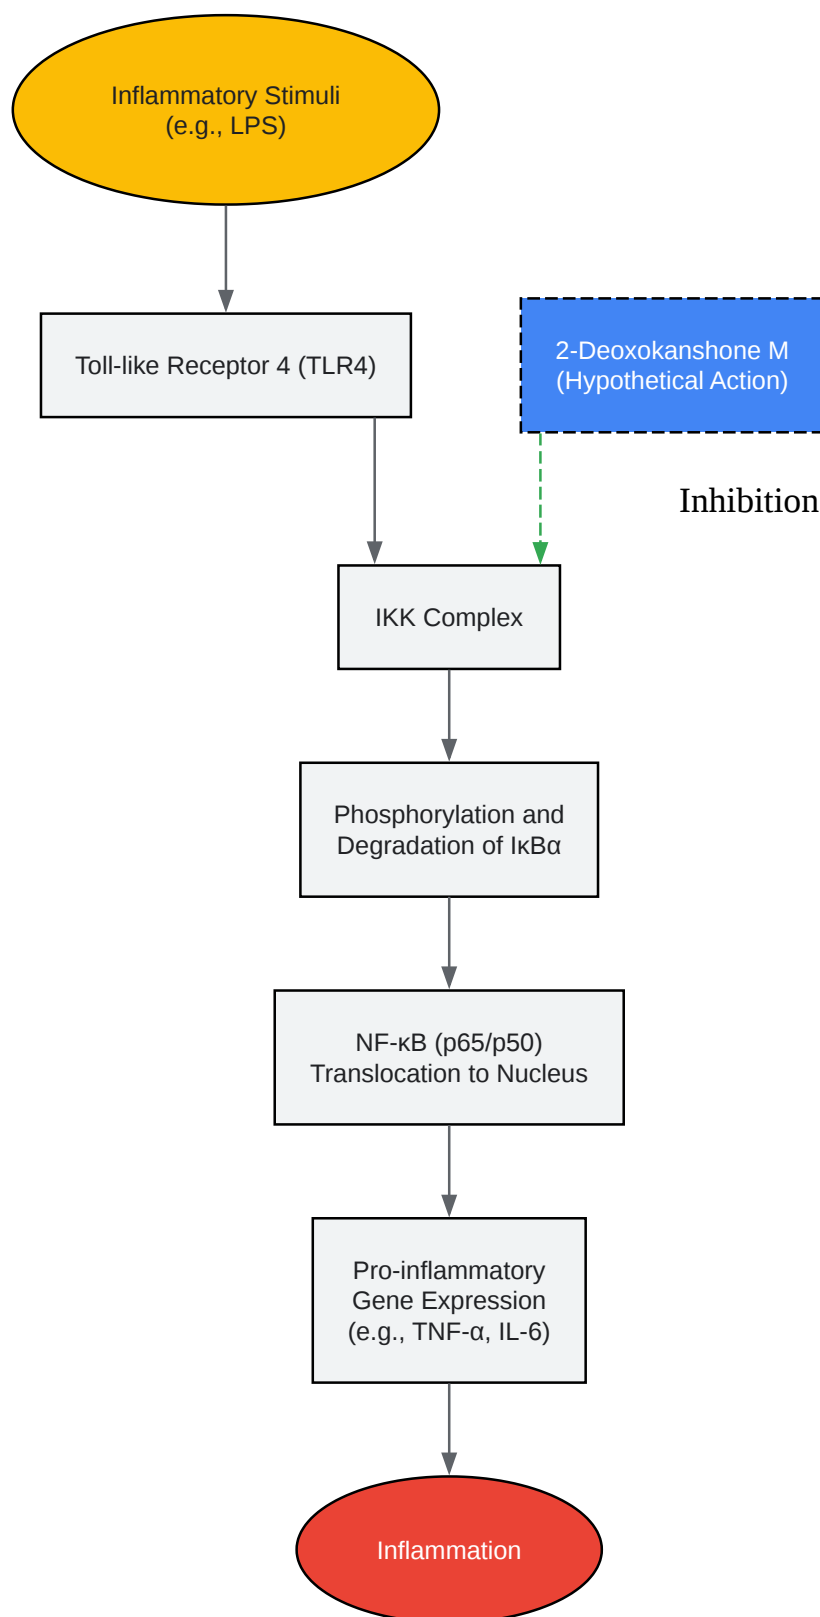 Inflammatory Stimuli
(e.g., LPS)
Toll-like Receptor 4 (TLR4)
2-Deoxokanshone M
(Hypothetical Action)
Inhibition
IKK Complex
Phosphorylation and
Degradation of IκBα
NF-κB (p65/p50)
Translocation to Nucleus
Pro-inflammatory
Gene Expression
(e.g., TNF-α, IL-6)
Inflammation